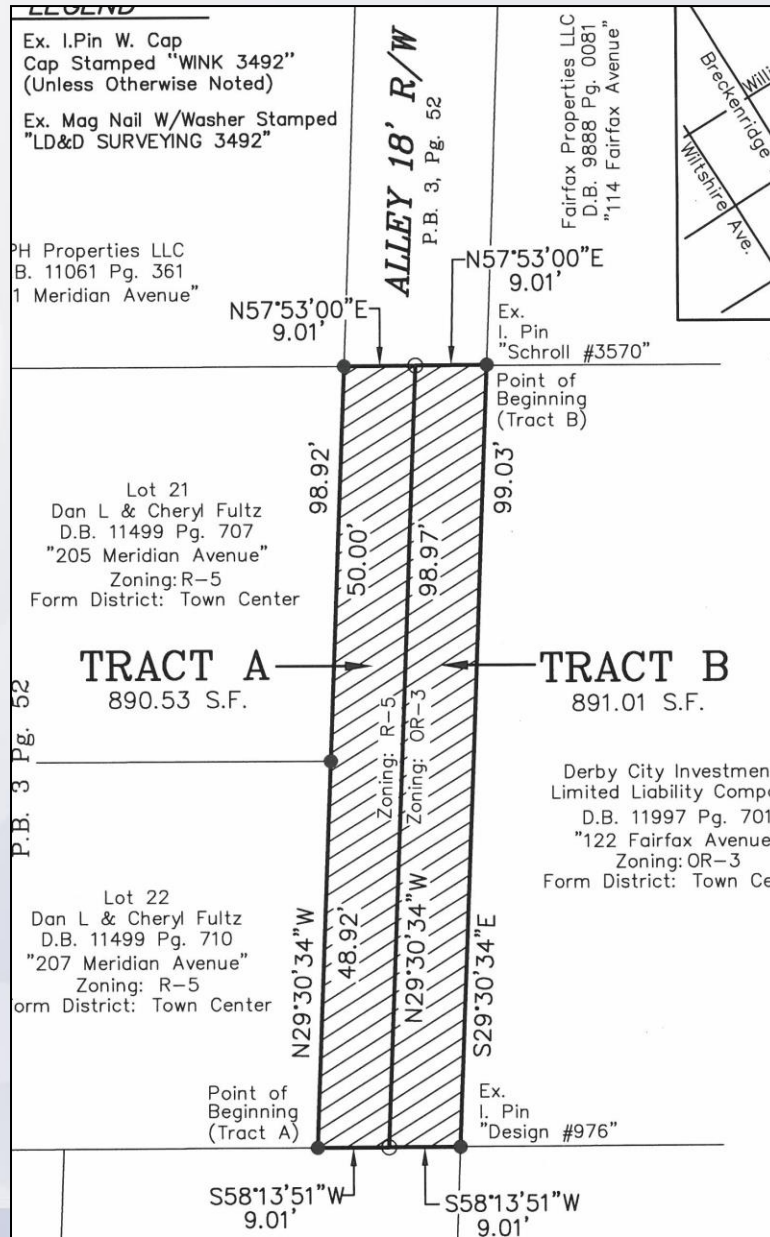 LEGEND
Ex. I.Pin W. Cap
Cap Stamped "WINK 3492"
(Unless Otherwise Noted)
Ex. Mag Nail W/Washer Stamped
"LD&D SURVEYING 3492"
ALLEY 18' R/W
P.B. 3, Pg. 52
Fairfax Properties LLC
D.B. 9888 Pg. 0081
"114 Fairfax Avenue"
Breckenridge
Willi
Wiltshire Ave.
PH Properties LLC
B. 11061 Pg. 361
1 Meridian Avenue"
N57°53'00"E
9.01'
N57°53'00"E
9.01'
Ex.
I. Pin
"Schroll #3570"
Point of
Beginning
(Tract B)
98.92'
50.00'
98.97'
99.03'
Lot 21
Dan L & Cheryl Fultz
D.B. 11499 Pg. 707
"205 Meridian Avenue"
Zoning: R-5
Form District: Town Center
TRACT A
890.53 S.F.
TRACT B
891.01 S.F.
P.B. 3 Pg. 52
Zoning: R-5
Zoning: OR-3
Derby City Investmen
Limited Liability Compa
D.B. 11997 Pg. 701
"122 Fairfax Avenue
Zoning: OR-3
Form District: Town Ce
Lot 22
Dan L & Cheryl Fultz
D.B. 11499 Pg. 710
"207 Meridian Avenue"
Zoning: R-5
orm District: Town Center
N29°30'34"W
48.92'
N29°30'34"W
S29°30'34"E
Point of
Beginning
(Tract A)
Ex.
I. Pin
"Design #976"
S58°13'51"W
9.01'
S58°13'51"W
9.01'